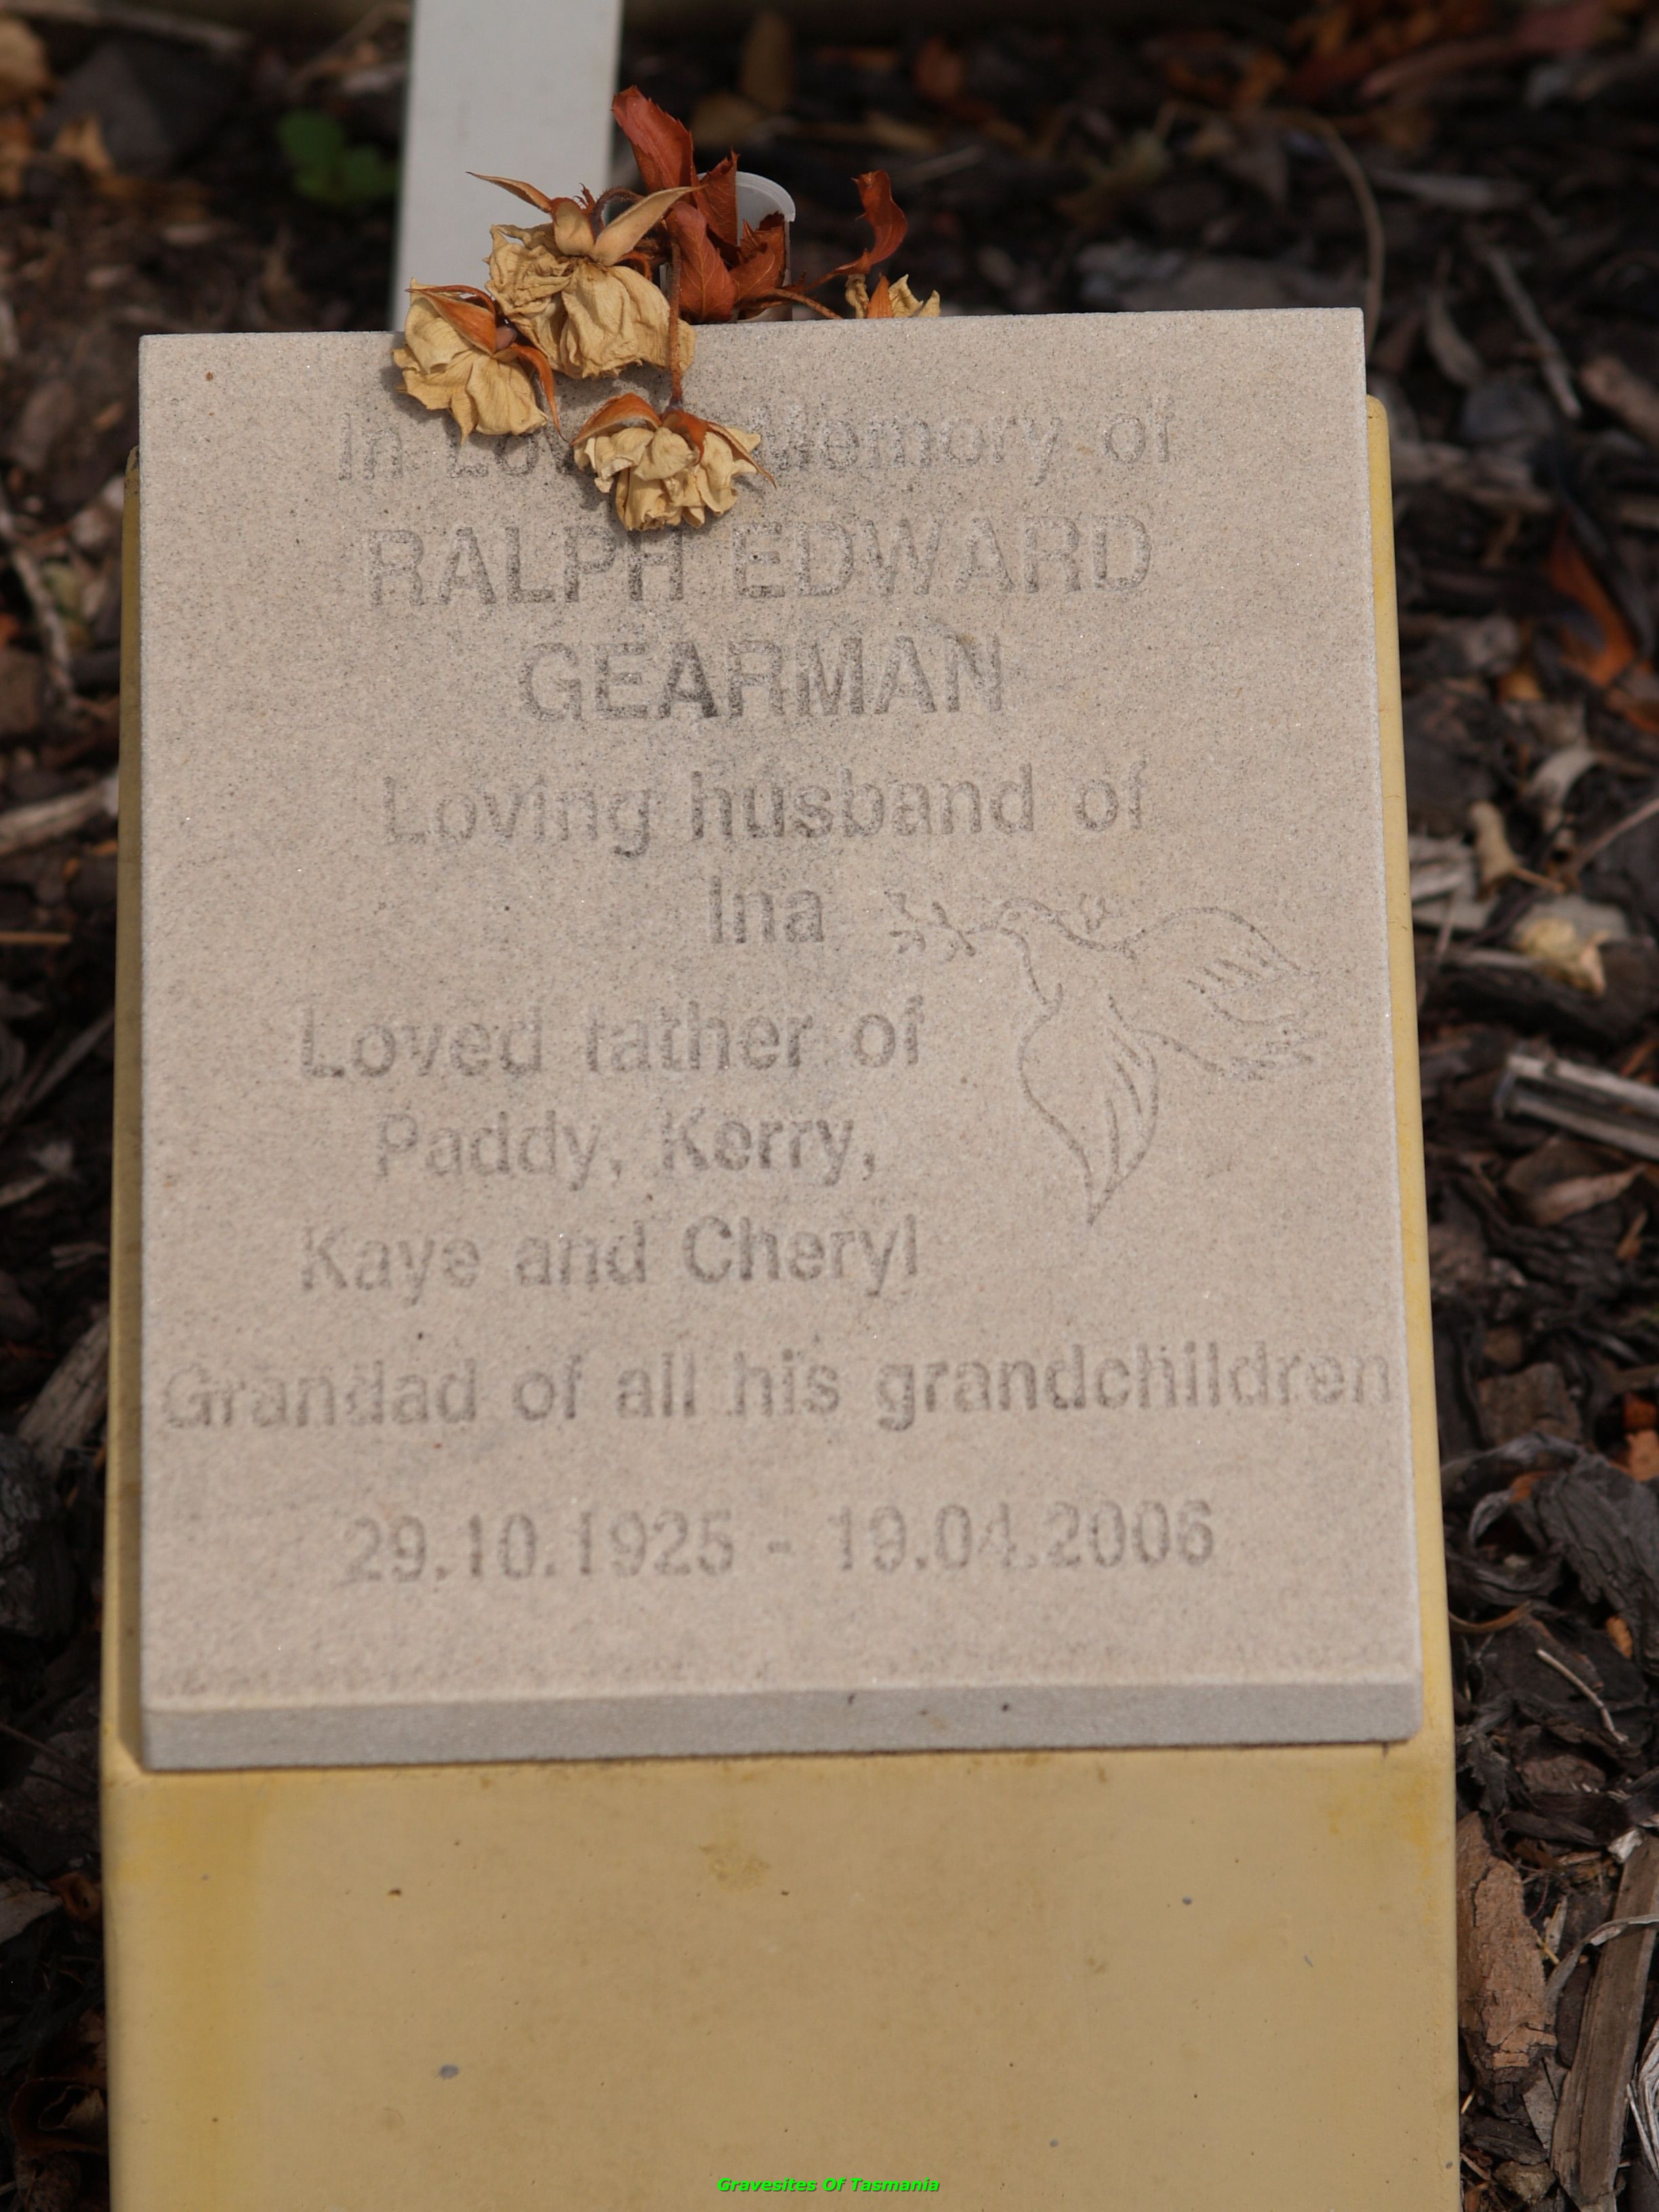 In Lov Memory of
RALPH EDWARD
GEARMAN
Loving husband of
Ina
Loved father of
Paddy, Kerry,
Kaye and Cheryl
Grandad of all his grandchildren
29.10.1925 - 19.04.2006
Gravesites Of Tasmania